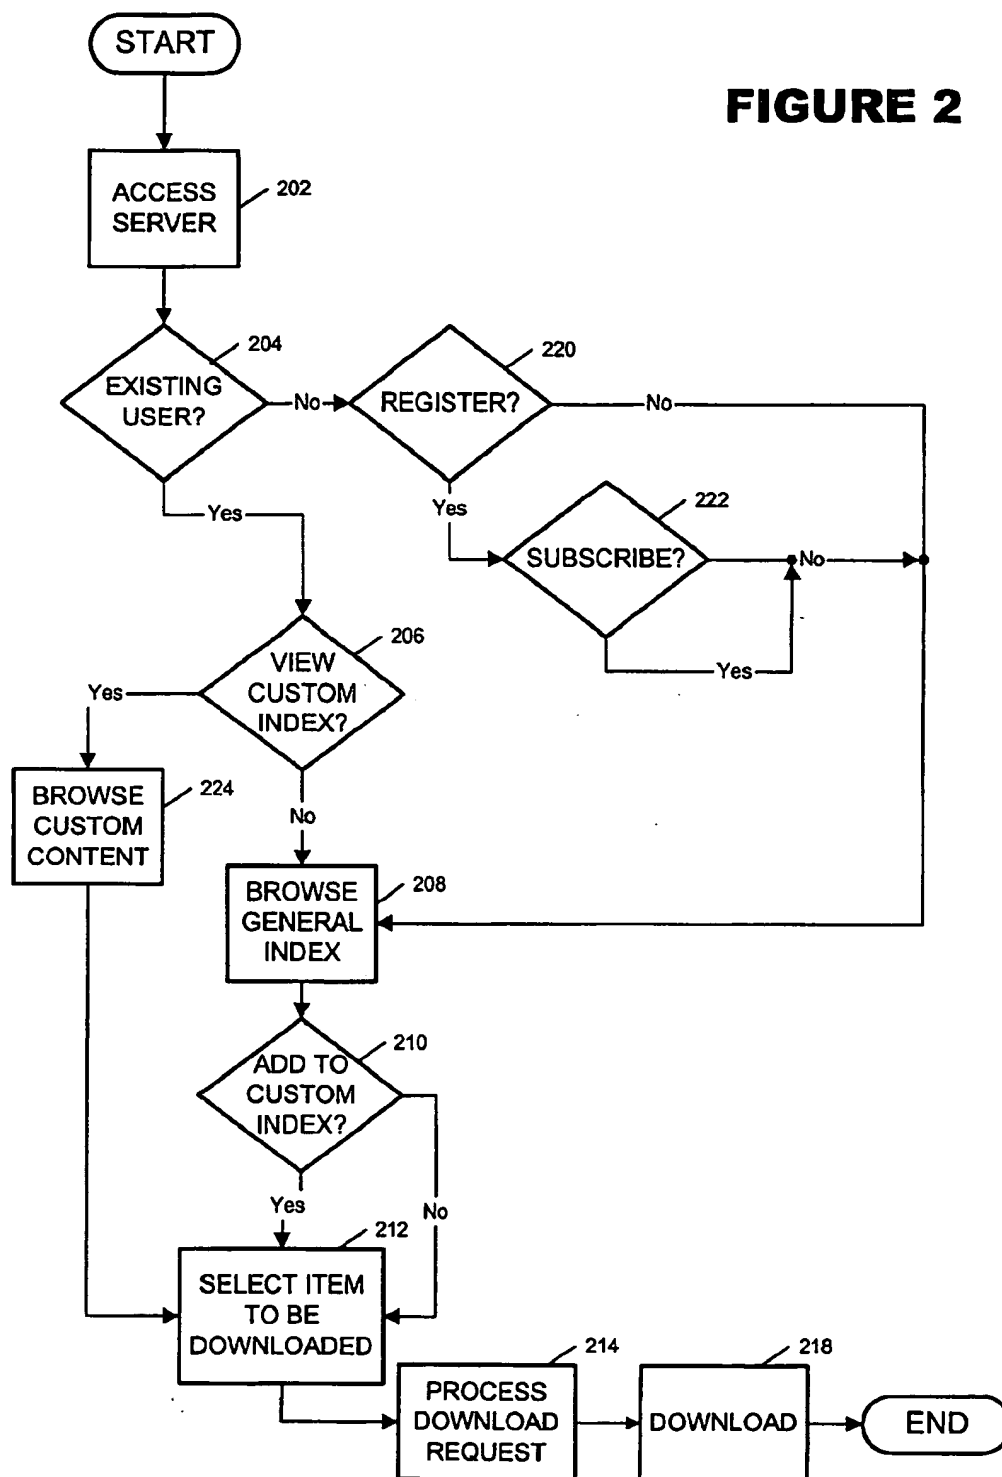 START
FIGURE 2
ACCESS
SERVER
202
EXISTING
USER?
204
No
REGISTER?
220
No
Yes
Yes
SUBSCRIBE?
222
No
Yes
VIEW
CUSTOM
INDEX?
206
Yes
No
BROWSE
CUSTOM
CONTENT
224
BROWSE
GENERAL
INDEX
208
ADD TO
CUSTOM
INDEX?
210
Yes
No
SELECT ITEM
TO BE
DOWNLOADED
212
PROCESS
DOWNLOAD
REQUEST
214
DOWNLOAD
218
END